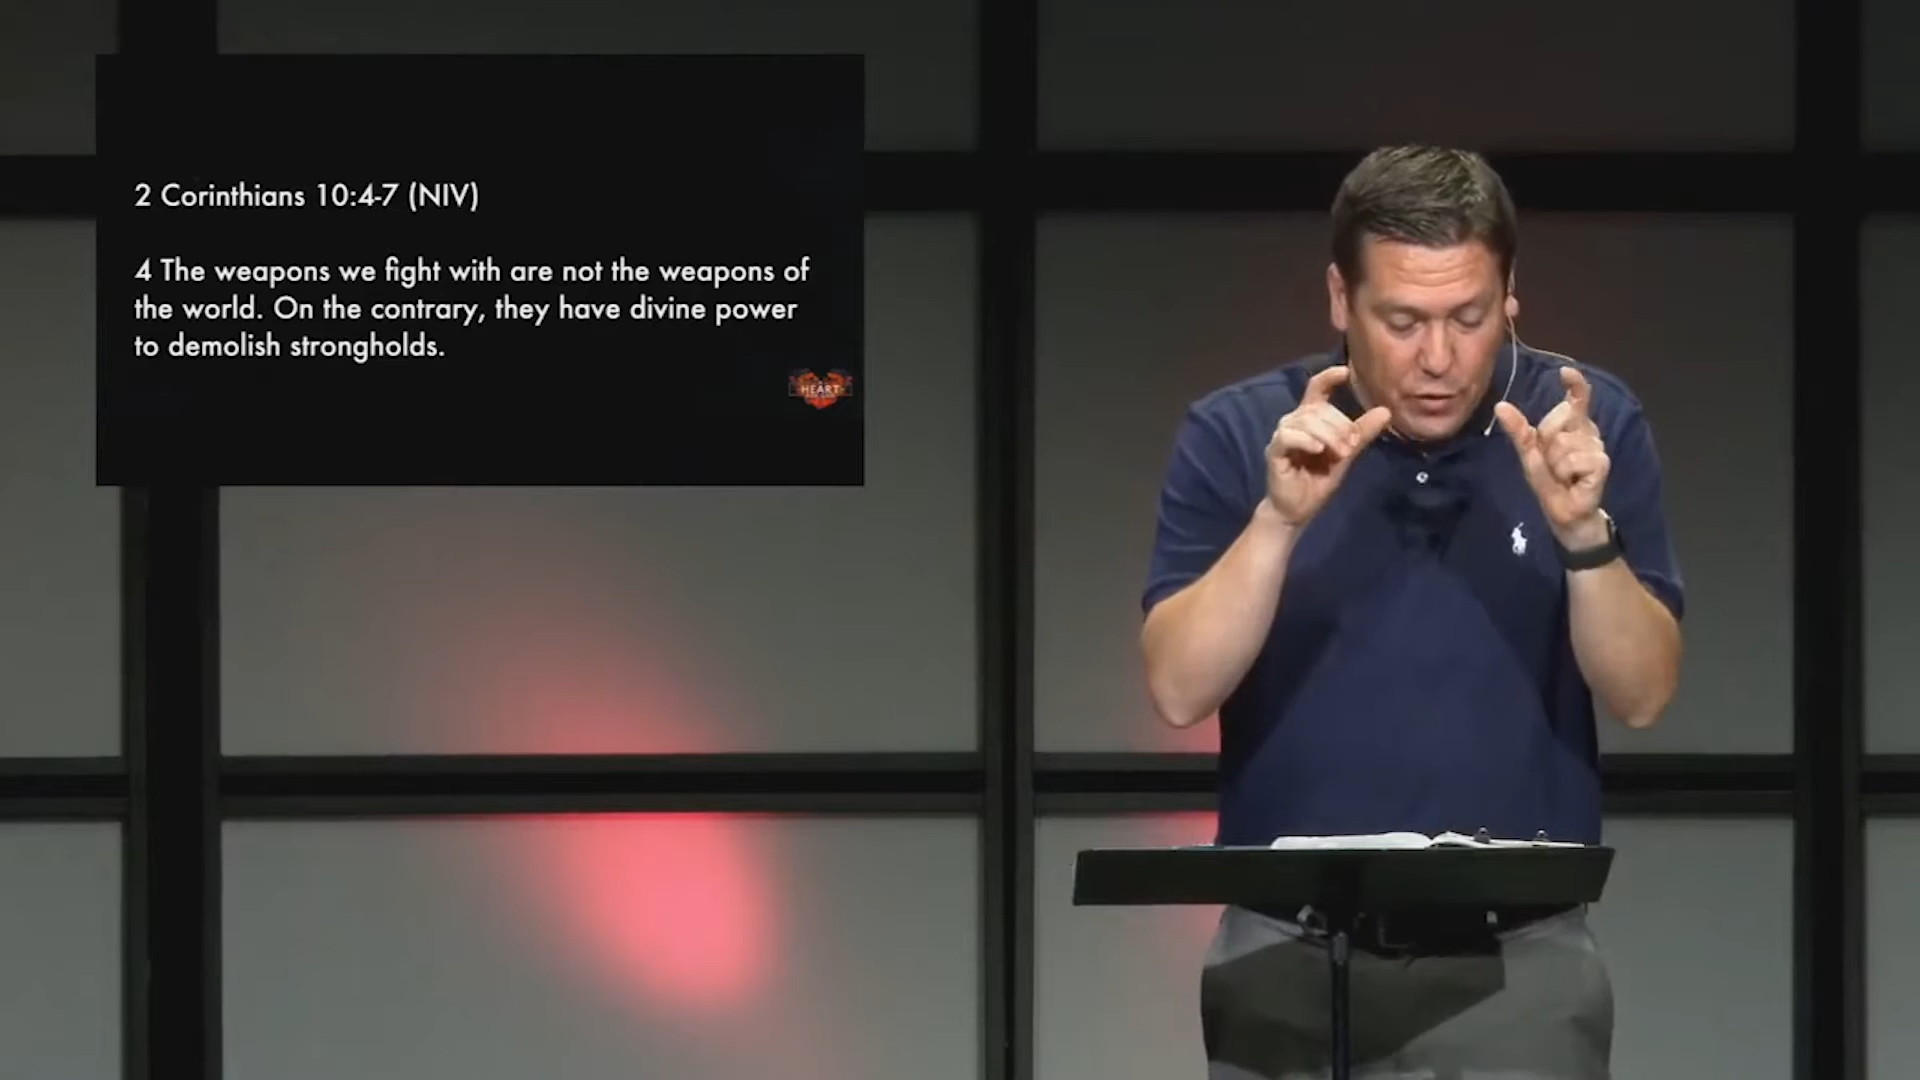 2 Corinthians 10:4-7 (NIV)
4 The weapons we fight with are not the weapons of
the world. On the contrary, they have divine power
to demolish strongholds.
HEART